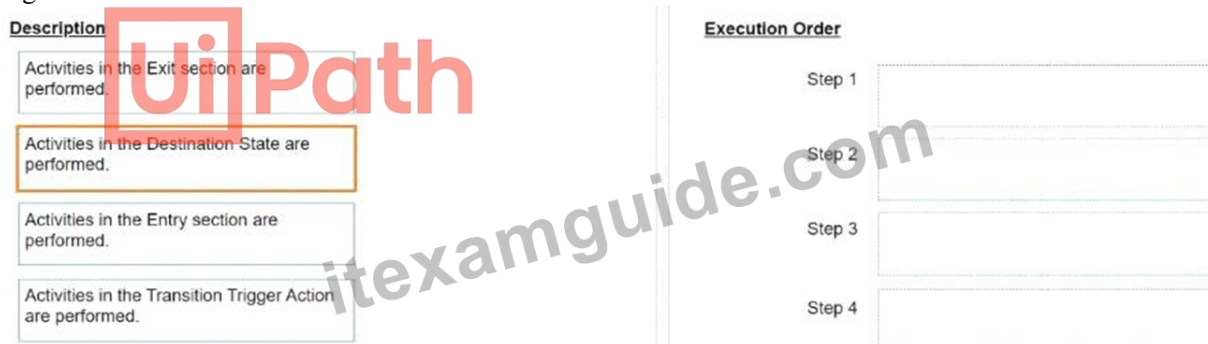 Description
Activities in the Exit section are
performed.
Activities in the Destination State are
performed.
Activities in the Entry section are
performed.
Activities in the Transition Trigger Action
are performed.
UiPath
itexamguide.com
Execution Order
Step 1
Step 2
Step 3
Step 4